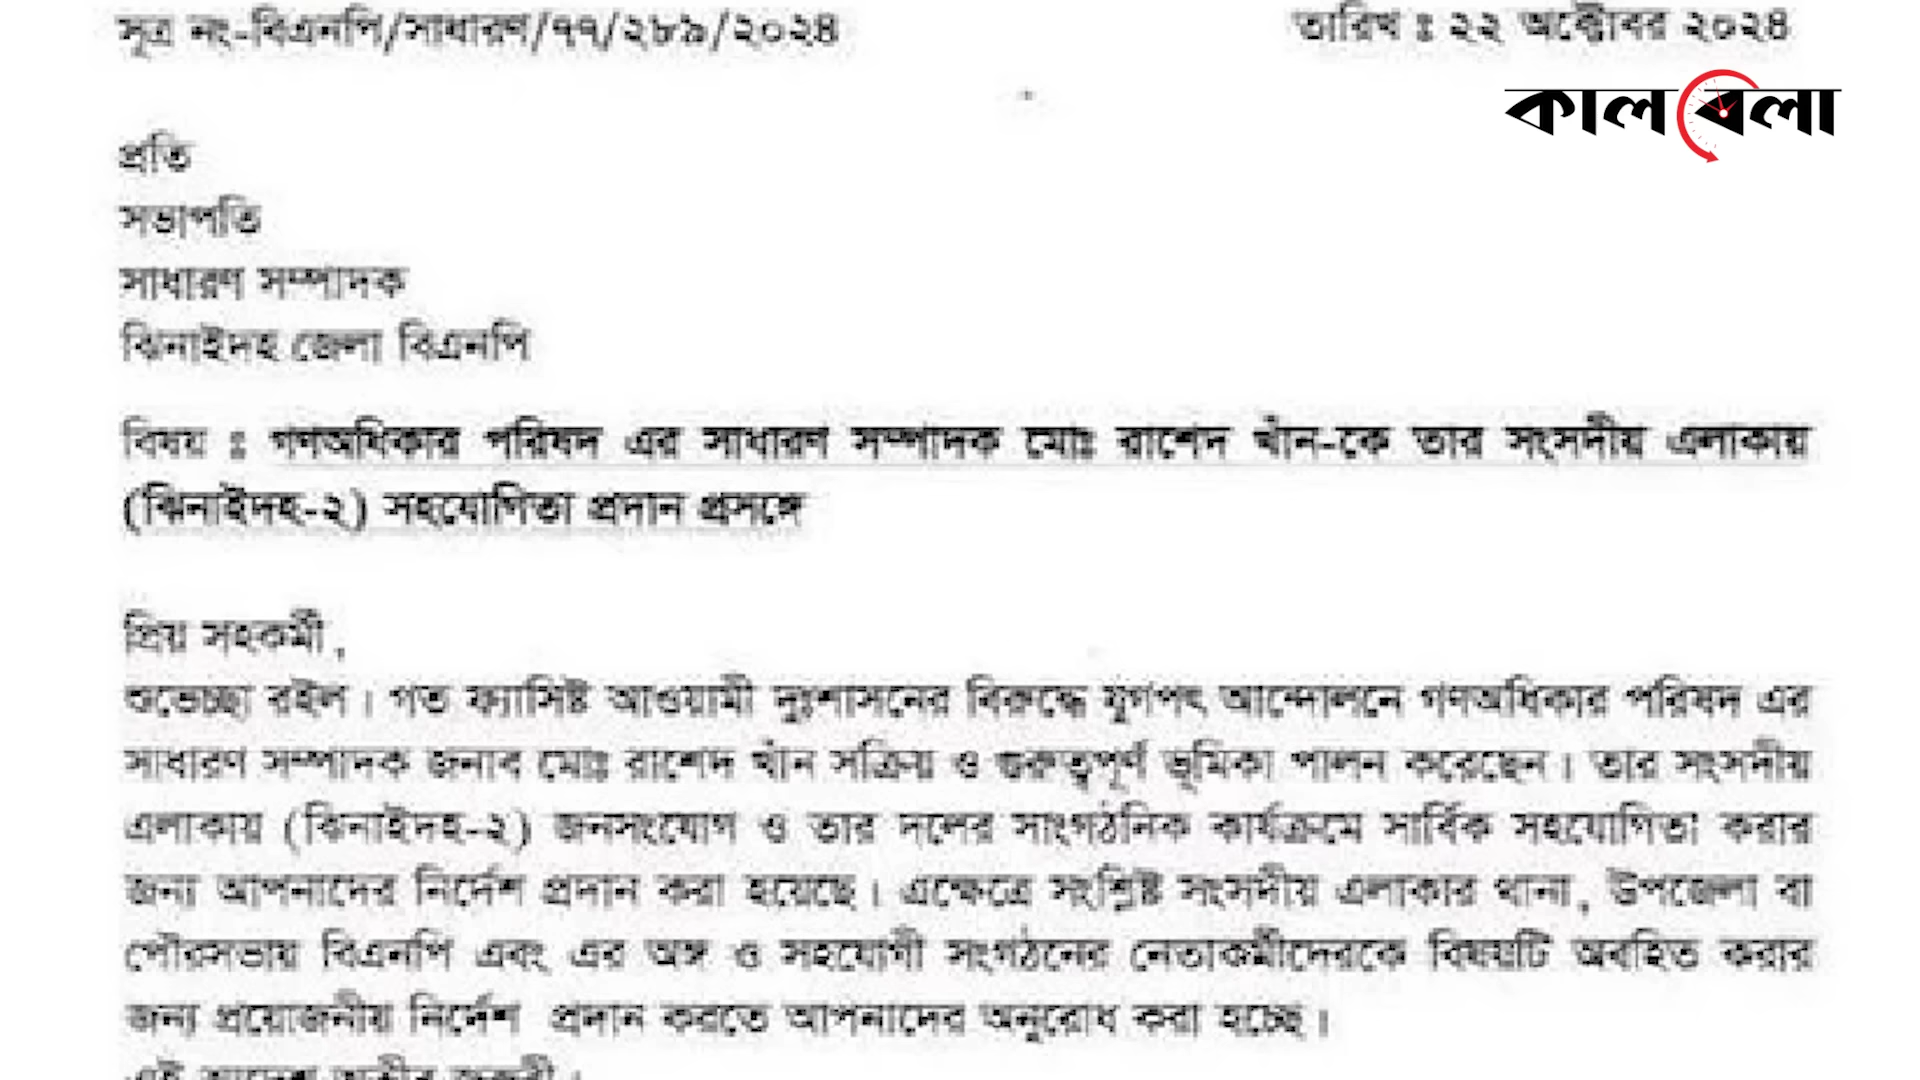 সূত্র নং-বিএনপি/সাধারণ/৭৭/২৮৯/২০২৪
তারিখ ঃ ২২ অক্টোবর ২০২৪
কালবেলা
প্রতি
সভাপতি
সাধারণ সম্পাদক
ঝিনাইদহ জেলা বিএনপি
বিষয় ঃ গণঅধিকার পরিষদ এর সাধারণ সম্পাদক মোঃ রাশেদ খাঁন-কে তার সংসদীয় এলাকায়
(ঝিনাইদহ-২) সহযোগিতা প্রদান প্রসঙ্গে
প্রিয় সহকর্মী,
শুভেচ্ছা রইল। গত ফ্যাসিষ্ট আওয়ামী দুঃশাসনের বিরুদ্ধে যুগপৎ আন্দোলনে গণঅধিকার পরিষদ এর
সাধারণ সম্পাদক জনাব মোঃ রাশেদ খাঁন সক্রিয় ও গুরুত্বপূর্ণ ভূমিকা পালন করেছেন। তার সংসদীয়
এলাকায় (ঝিনাইদহ-২) জনসংযোগ ও তার দলের সাংগঠনিক কার্যক্রমে সার্বিক সহযোগিতা করার
জন্য আপনাদের নির্দেশ প্রদান করা হয়েছে। এক্ষেত্রে সংশ্লিষ্ট সংসদীয় এলাকার থানা, উপজেলা বা
পৌরসভায় বিএনপি এবং এর অঙ্গ ও সহযোগী সংগঠনের নেতাকর্মীদেরকে বিষয়টি অবহিত করার
জন্য প্রয়োজনীয় নির্দেশ প্রদান করতে আপনাদের অনুরোধ করা হচ্ছে।
এই আদেশ অতীব জরুরী।